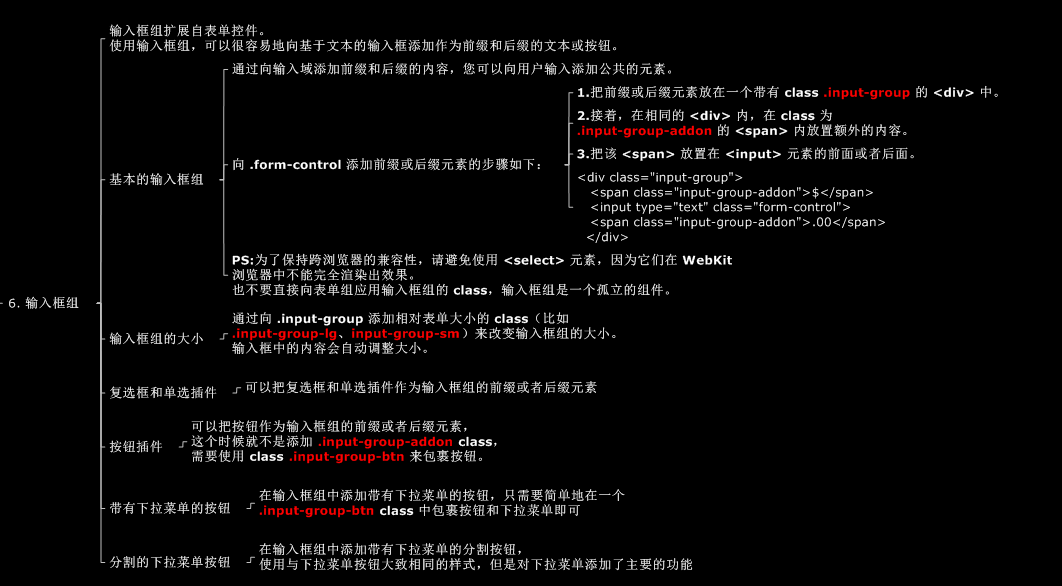 输入框组扩展自表单控件。
使用输入框组，可以很容易地向基于文本的输入框添加作为前缀和后缀的文本或按钮。
通过向输入域添加前缀和后缀的内容，您可以向用户输入添加公共的元素。
1.把前缀或后缀元素放在一个带有 class .input-group 的 <div> 中。
2.接着，在相同的 <div> 内，在 class 为
.input-group-addon 的 <span> 内放置额外的内容。
向 .form-control 添加前缀或后缀元素的步骤如下：
3.把该 <span> 放置在 <input> 元素的前面或者后面。
基本的输入框组
<div class="input-group">
<span class="input-group-addon">$</span>
<input type="text" class="form-control">
<span class="input-group-addon">.00</span>
</div>
PS:为了保持跨浏览器的兼容性，请避免使用 <select> 元素，因为它们在 WebKit
浏览器中不能完全渲染出效果。
也不要直接向表单组应用输入框组的 class，输入框组是一个孤立的组件。
6. 输入框组
输入框组的大小
通过向 .input-group 添加相对表单大小的 class（比如
.input-group-lg、input-group-sm）来改变输入框组的大小。
输入框中的内容会自动调整大小。
复选框和单选插件
可以把复选框和单选插件作为输入框组的前缀或者后缀元素
按钮插件
可以把按钮作为输入框组的前缀或者后缀元素，
这个时候就不是添加 .input-group-addon class，
需要使用 class .input-group-btn 来包裹按钮。
带有下拉菜单的按钮
在输入框组中添加带有下拉菜单的按钮，只需要简单地在一个
.input-group-btn class 中包裹按钮和下拉菜单即可
分割的下拉菜单按钮
在输入框组中添加带有下拉菜单的分割按钮，
使用与下拉菜单按钮大致相同的样式，但是对下拉菜单添加了主要的功能